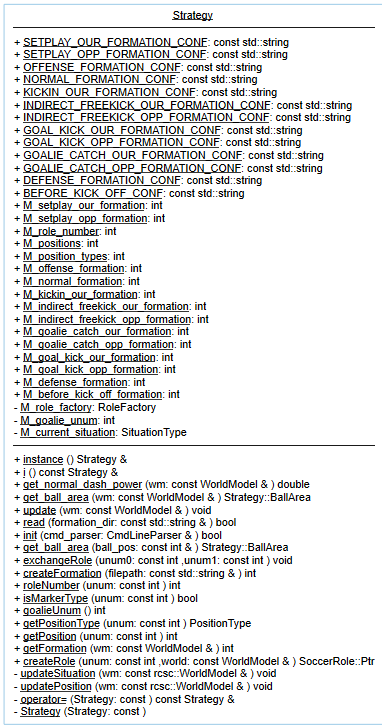 Strategy
+ SETPLAY_OUR_FORMATION_CONF: const std::string
+ SETPLAY_OPP_FORMATION_CONF: const std::string
+ OFFENSE_FORMATION_CONF: const std::string
+ NORMAL_FORMATION_CONF: const std::string
+ KICKIN_OUR_FORMATION_CONF: const std::string
+ INDIRECT_FREEKICK_OUR_FORMATION_CONF: const std::string
+ INDIRECT_FREEKICK_OPP_FORMATION_CONF: const std::string
+ GOAL_KICK_OUR_FORMATION_CONF: const std::string
+ GOAL_KICK_OPP_FORMATION_CONF: const std::string
+ GOALIE_CATCH_OUR_FORMATION_CONF: const std::string
+ GOALIE_CATCH_OPP_FORMATION_CONF: const std::string
+ DEFENSE_FORMATION_CONF: const std::string
+ BEFORE_KICK_OFF_CONF: const std::string
+ M_setplay_our_formation: int
+ M_setplay_opp_formation: int
+ M_role_number: int
+ M_positions: int
+ M_position_types: int
+ M_offense_formation: int
+ M_normal_formation: int
+ M_kickin_our_formation: int
+ M_indirect_freekick_our_formation: int
+ M_indirect_freekick_opp_formation: int
+ M_goalie_catch_our_formation: int
+ M_goalie_catch_opp_formation: int
+ M_goal_kick_our_formation: int
+ M_goal_kick_opp_formation: int
+ M_defense_formation: int
+ M_before_kick_off_formation: int
- M_role_factory: RoleFactory
- M_goalie_unum: int
- M_current_situation: SituationType
+ instance () Strategy &
+ i () const Strategy &
+ get_normal_dash_power (wm: const WorldModel & ) double
+ get_ball_area (wm: const WorldModel & ) Strategy::BallArea
+ update (wm: const WorldModel & ) void
+ read (formation_dir: const std::string & ) bool
+ init (cmd_parser: CmdLineParser & ) bool
+ get_ball_area (ball_pos: const int & ) Strategy::BallArea
+ exchangeRole (unum0: const int ,unum1: const int ) void
+ createFormation (filepath: const std::string & ) int
+ roleNumber (unum: const int ) int
+ isMarkerType (unum: const int ) bool
+ goalieUnum () int
+ getPositionType (unum: const int ) PositionType
+ getPosition (unum: const int ) int
+ getFormation (wm: const WorldModel & ) int
+ createRole (unum: const int ,world: const WorldModel & ) SoccerRole::Ptr
- updateSituation (wm: const rcsc::WorldModel & ) void
- updatePosition (wm: const rcsc::WorldModel & ) void
- operator= (Strategy: const ) const Strategy &
- Strategy (Strategy: const )